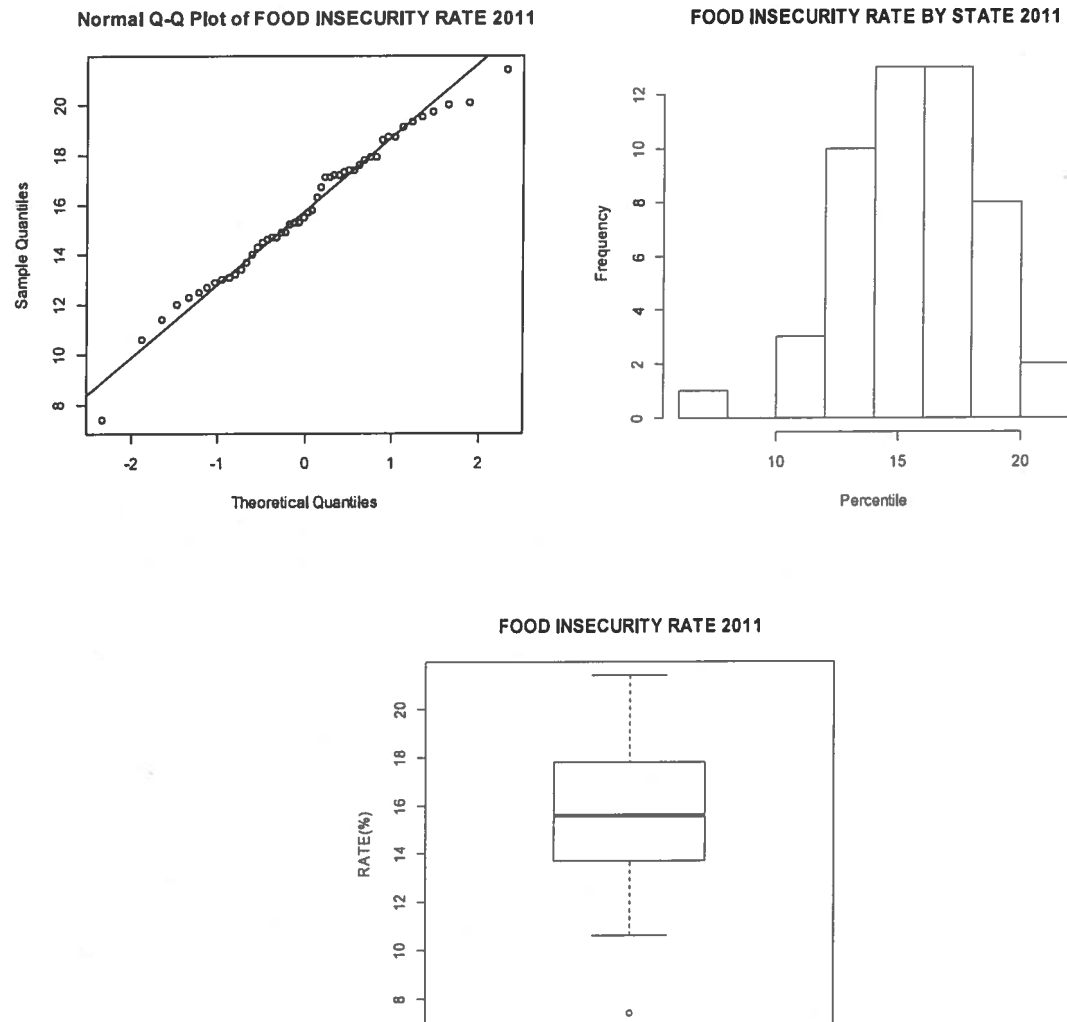 Normal Q-Q Plot of FOOD INSECURITY RATE 2011
Sample Quantiles
20
18
16
14
12
10
8
-2 -1 0 1 2
Theoretical Quantiles
FOOD INSECURITY RATE BY STATE 2011
Frequency
12
10
8
6
4
2
0
10 15 20
Percentile
FOOD INSECURITY RATE 2011
RATE(%)
20
18
16
14
12
10
8